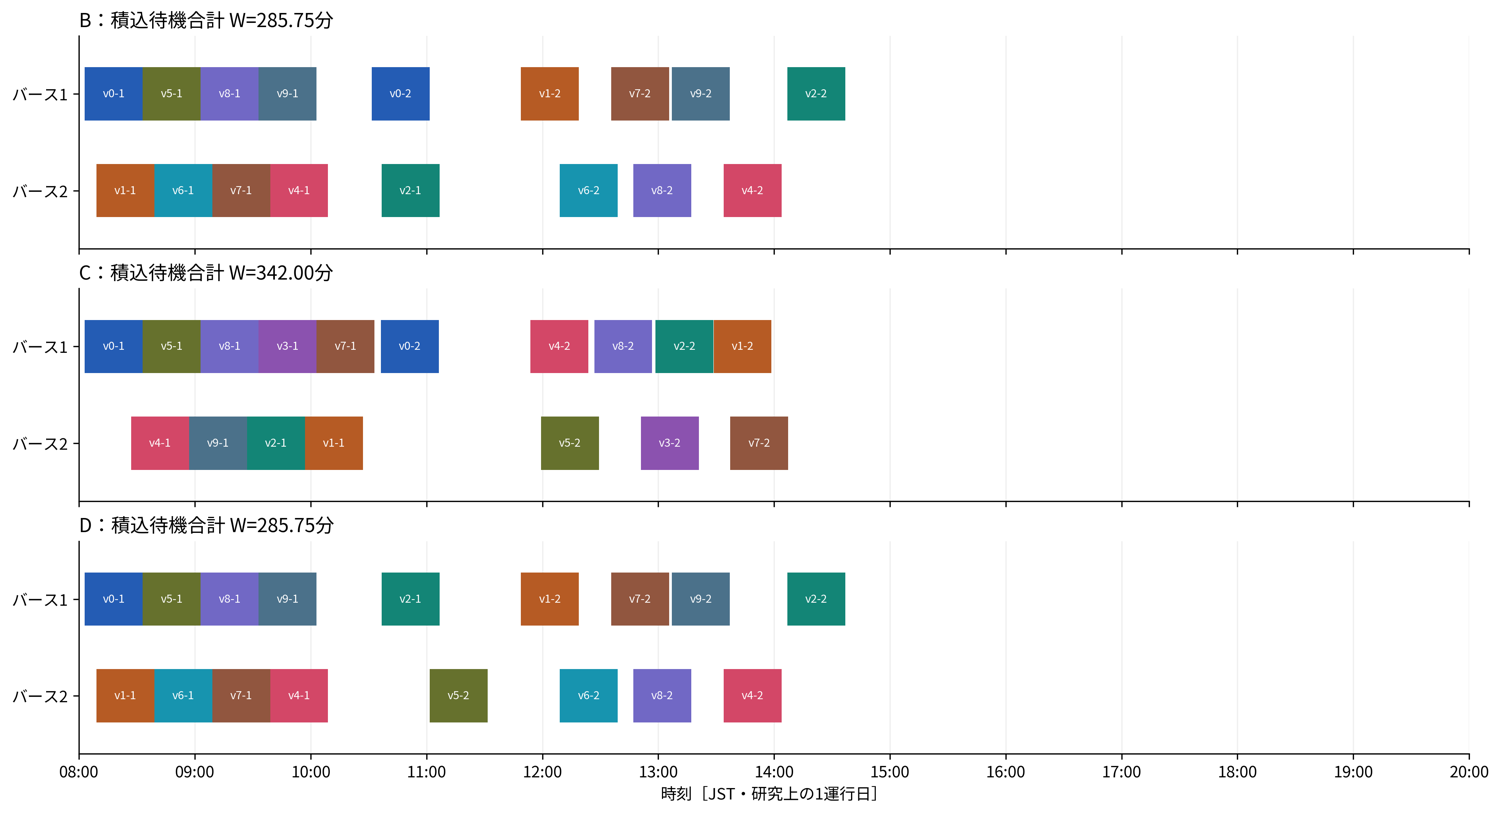 B：積込待機合計 W=285.75分
バース1
v0-1 v5-1 v8-1 v9-1 v0-2 v1-2 v7-2 v9-2 v2-2
バース2
v1-1 v6-1 v7-1 v4-1 v2-1 v6-2 v8-2 v4-2
C：積込待機合計 W=342.00分
バース1
v0-1 v5-1 v8-1 v3-1 v7-1 v0-2 v4-2 v8-2 v2-2 v1-2
バース2
v4-1 v9-1 v2-1 v1-1 v5-2 v3-2 v7-2
D：積込待機合計 W=285.75分
バース1
v0-1 v5-1 v8-1 v9-1 v2-1 v1-2 v7-2 v9-2 v2-2
バース2
v1-1 v6-1 v7-1 v4-1 v5-2 v6-2 v8-2 v4-2
08:00 09:00 10:00 11:00 12:00 13:00 14:00 15:00 16:00 17:00 18:00 19:00 20:00
時刻［JST・研究上の1運行日］